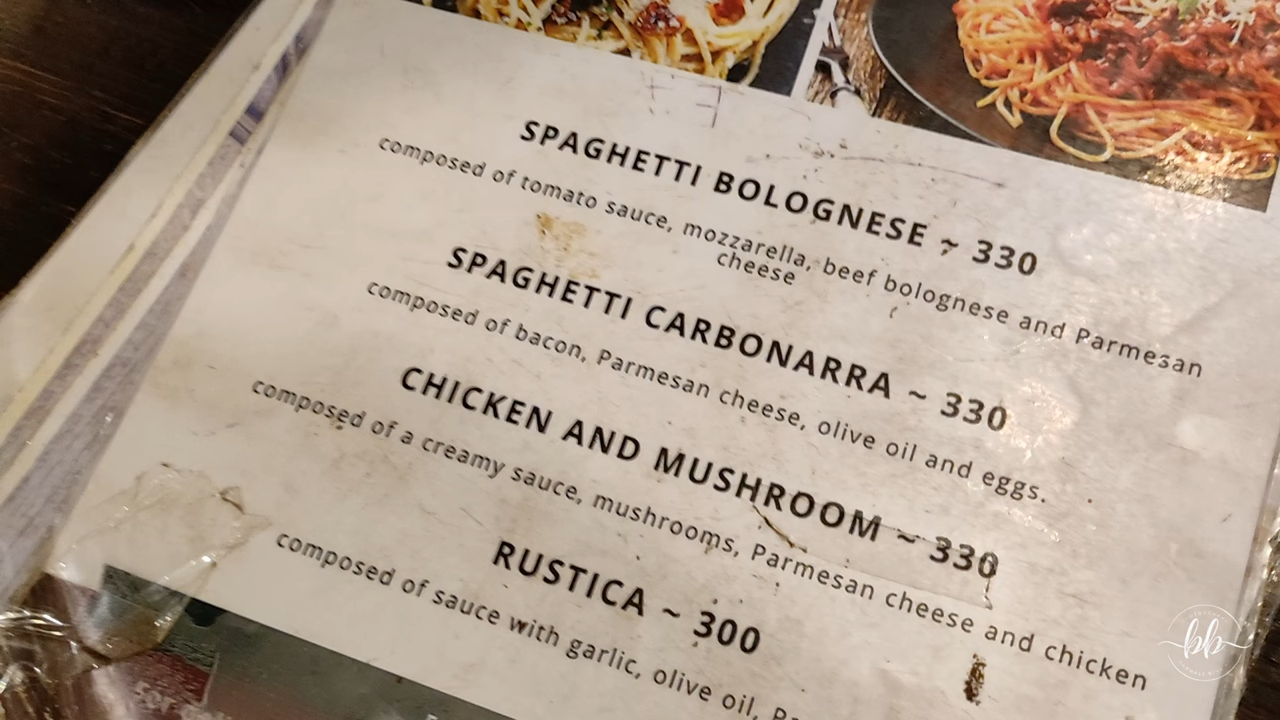 SPAGHETTI BOLOGNESE ~ 330
composed of tomato sauce, mozzarella, beef bolognese and Parmesan
cheese
SPAGHETTI CARBONARRA ~ 330
composed of bacon, Parmesan cheese, olive oil and eggs.
CHICKEN AND MUSHROOM ~ 330
composed of a creamy sauce, mushrooms, Parmesan cheese and chicken
RUSTICA ~ 300
composed of sauce with garlic, olive oil,
bb